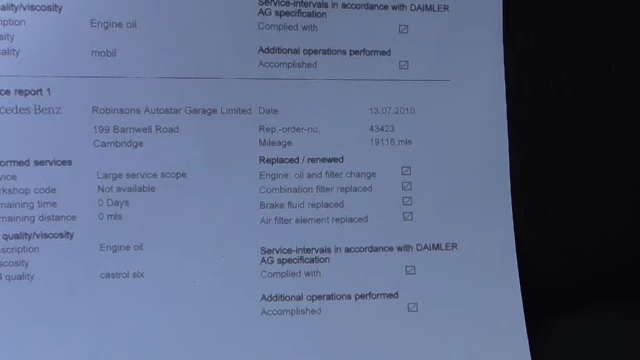 ality/viscosity
Service-intervals in accordance with DAIMLER
AG specification
ription Engine oil Complied with
sity
ality mobil Additional operations performed
Accomplished
ce report 1
cedes Benz Robinsons Autostar Garage Limited Date 13.07.2010
199 Barnwell Road Rep.-order-no. 43423
Cambridge Mileage 19116 mls
ormed services Replaced / renewed
vice Large service scope Engine: oil and filter change
rkshop code Not available Combination filter replaced
maining time 0 Days Brake fluid replaced
maining distance 0 mls Air filter element replaced
quality/viscosity
scription Engine oil Service-intervals in accordance with DAIMLER
AG specification
scosity
quality castrol six Complied with
Additional operations performed
Accomplished